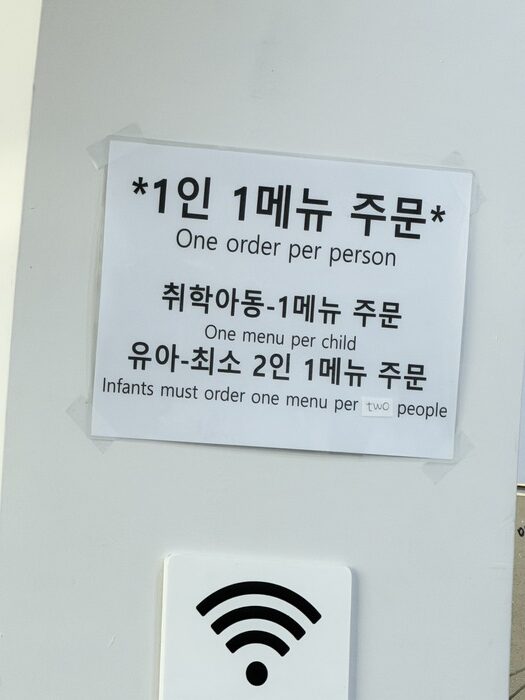 *1인 1메뉴 주문*
One order per person
취학아동-1메뉴 주문
One menu per child
유아-최소 2인 1메뉴 주문
Infants must order one menu per two people